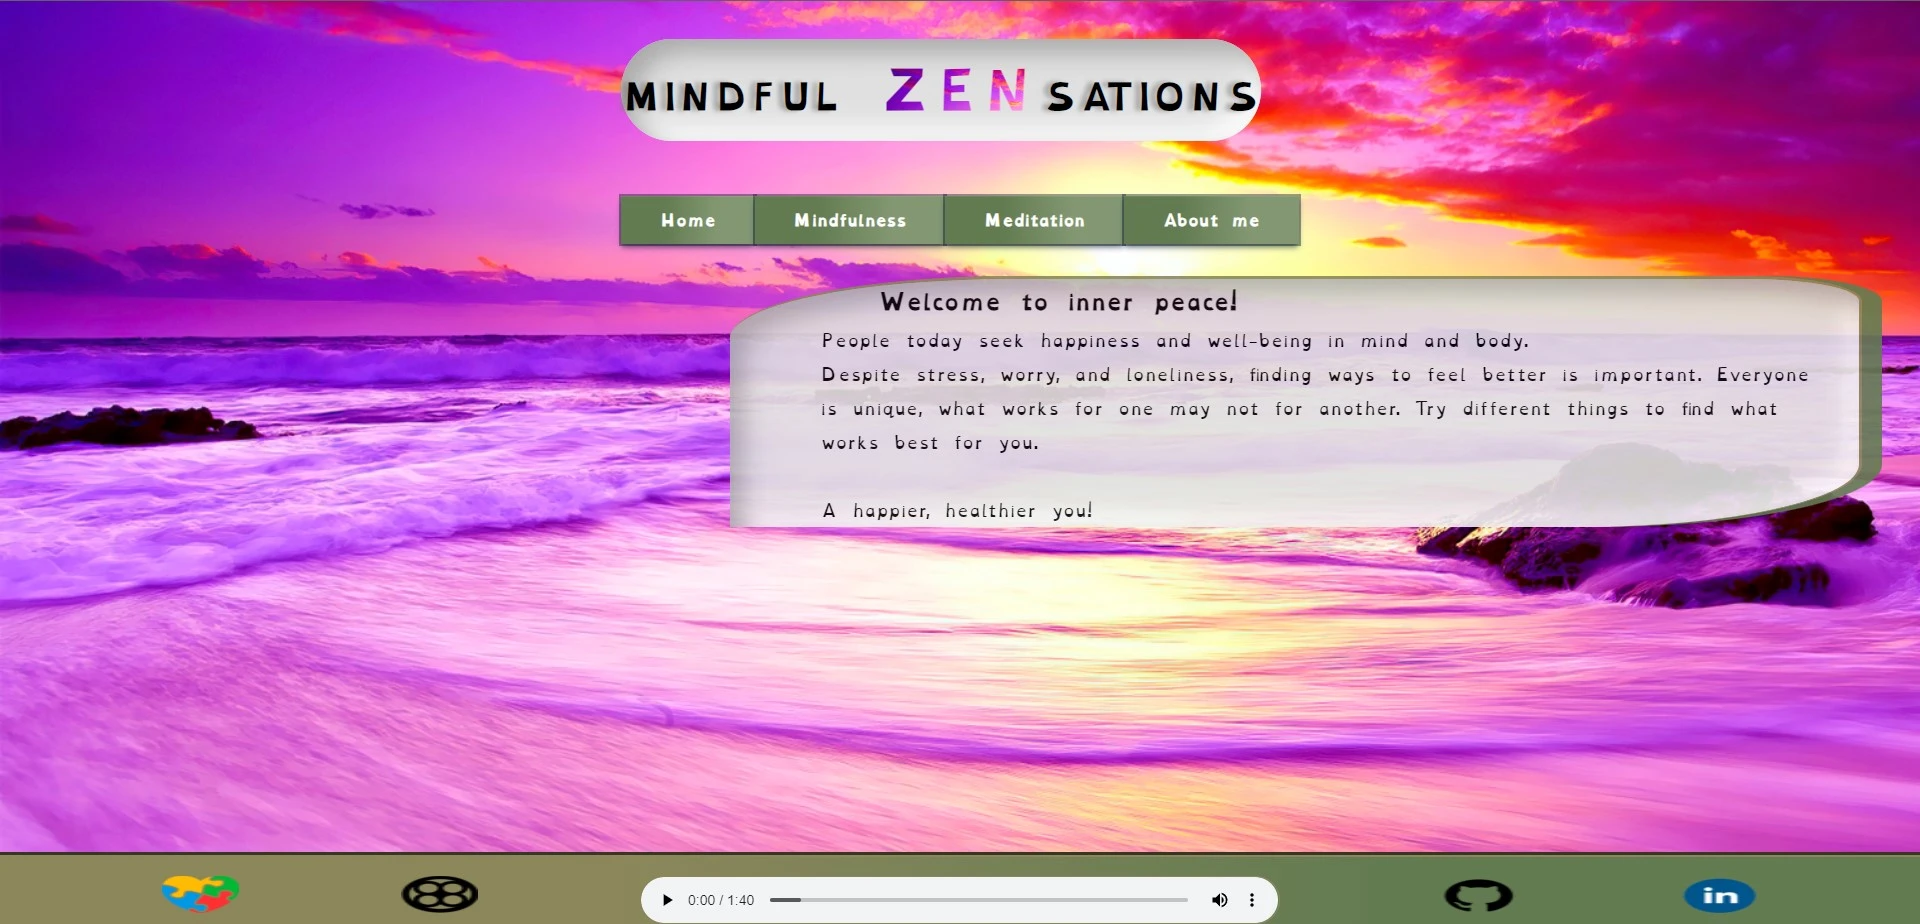 MINDFUL ZENSATIONS
Home Mindfulness Meditation About me
Welcome to inner peace!
People today seek happiness and well-being in mind and body.
Despite stress, worry, and loneliness, finding ways to feel better is important. Everyone
is unique, what works for one may not for another. Try different things to find what
works best for you.
A happier, healthier you!
0:00 / 1:40
in